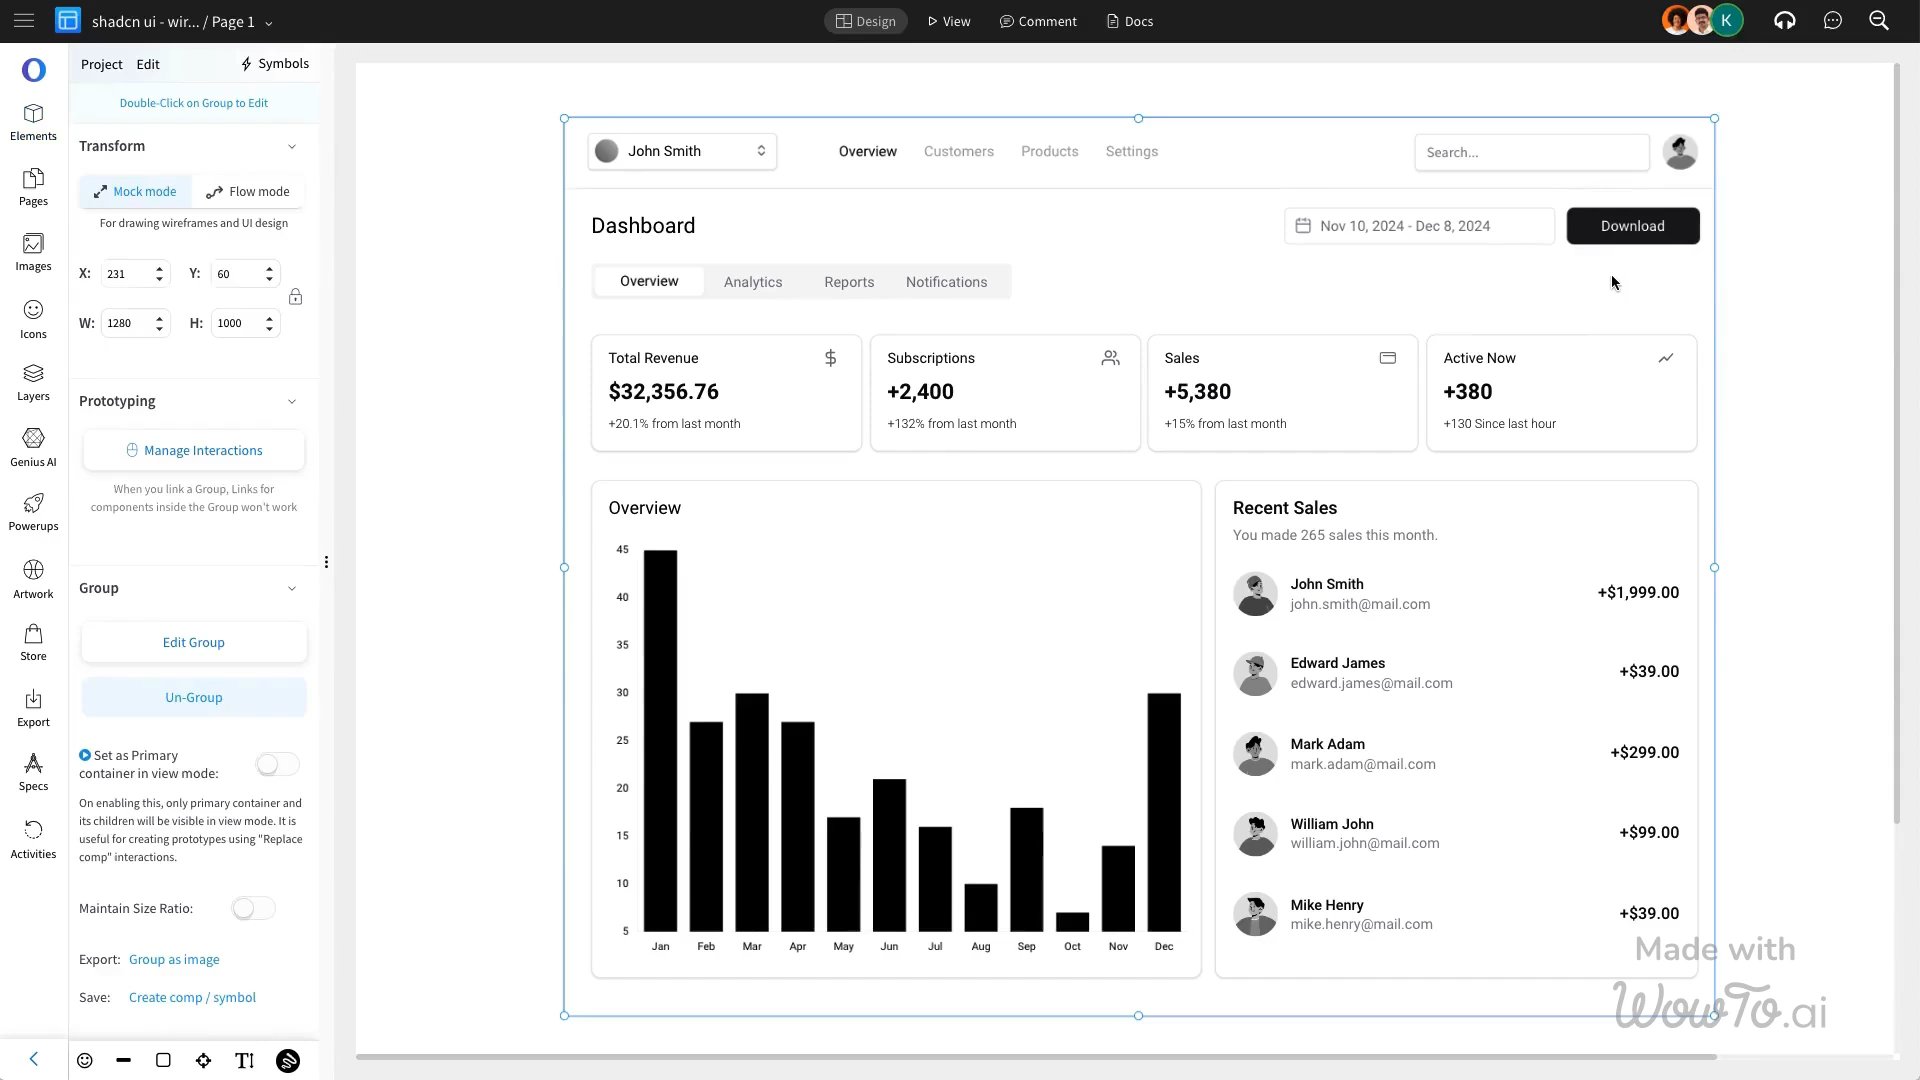 shadcn ui - wir... / Page 1
Design
View
Comment
Docs
K
Project
Edit
Symbols
Double-Click on Group to Edit
Elements
Pages
Images
Icons
Layers
Genius AI
Powerups
Artwork
Store
Export
Specs
Activities
Transform
Mock mode
Flow mode
For drawing wireframes and UI design
X: 231
Y: 60
W: 1280
H: 1000
Prototyping
Manage Interactions
When you link a Group, Links for
components inside the Group won't work
Group
Edit Group
Un-Group
Set as Primary
container in view mode:
On enabling this, only primary container and
its children will be visible in view mode. It is
useful for creating prototypes using "Replace
comp" interactions.
Maintain Size Ratio:
Export: Group as image
Save: Create comp / symbol
John Smith
Overview
Customers
Products
Settings
Search...
Dashboard
Nov 10, 2024 - Dec 8, 2024
Download
Overview
Analytics
Reports
Notifications
Total Revenue
$32,356.76
+20.1% from last month
Subscriptions
+2,400
+132% from last month
Sales
+5,380
+15% from last month
Active Now
+380
+130 Since last hour
Overview
45
40
35
30
25
20
15
10
5
Jan Feb Mar Apr May Jun Jul Aug Sep Oct Nov Dec
Recent Sales
You made 265 sales this month.
John Smith
john.smith@mail.com
+$1,999.00
Edward James
edward.james@mail.com
+$39.00
Mark Adam
mark.adam@mail.com
+$299.00
William John
william.john@mail.com
+$99.00
Mike Henry
mike.henry@mail.com
+$39.00
Made with
WowTo.ai